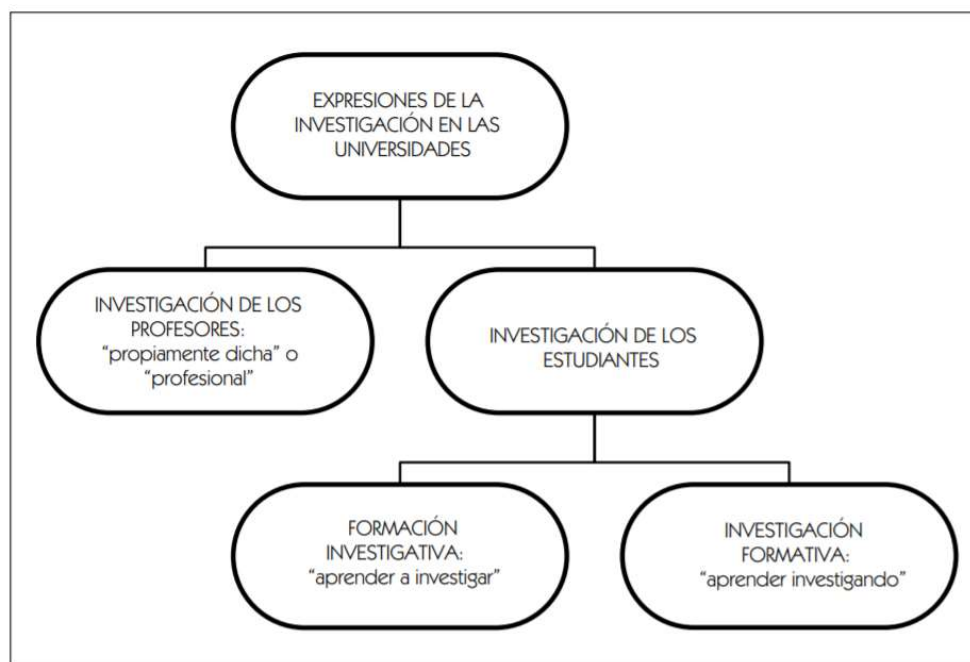 EXPRESIONES DE LA
INVESTIGACIÓN EN LAS
UNIVERSIDADES
INVESTIGACIÓN DE LOS
PROFESORES:
“propiamente dicha” o
“profesional”
INVESTIGACIÓN DE LOS
ESTUDIANTES
FORMACIÓN
INVESTIGATIVA:
“aprender a investigar”
INVESTIGACIÓN
FORMATIVA:
“aprender investigando”